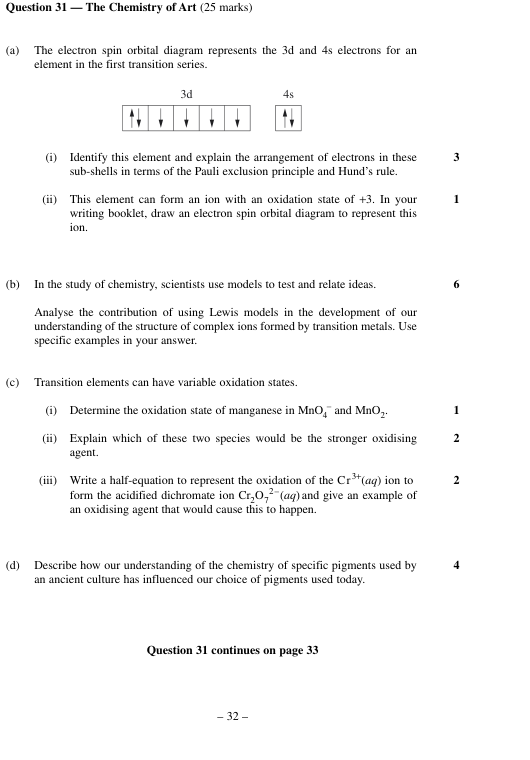 Question 31 — The Chemistry of Art (25 marks)
(a) The electron spin orbital diagram represents the 3d and 4s electrons for an
element in the first transition series.
3d 4s
(i) Identify this element and explain the arrangement of electrons in these 3
sub-shells in terms of the Pauli exclusion principle and Hund's rule.
(ii) This element can form an ion with an oxidation state of +3. In your 1
writing booklet, draw an electron spin orbital diagram to represent this
ion.
(b) In the study of chemistry, scientists use models to test and relate ideas. 6
Analyse the contribution of using Lewis models in the development of our
understanding of the structure of complex ions formed by transition metals. Use
specific examples in your answer.
(c) Transition elements can have variable oxidation states.
(i) Determine the oxidation state of manganese in MnO₄⁻ and MnO₂. 1
(ii) Explain which of these two species would be the stronger oxidising 2
agent.
(iii) Write a half-equation to represent the oxidation of the Cr³⁺(aq) ion to 2
form the acidified dichromate ion Cr₂O₇²⁻(aq) and give an example of
an oxidising agent that would cause this to happen.
(d) Describe how our understanding of the chemistry of specific pigments used by 4
an ancient culture has influenced our choice of pigments used today.
Question 31 continues on page 33
– 32 –